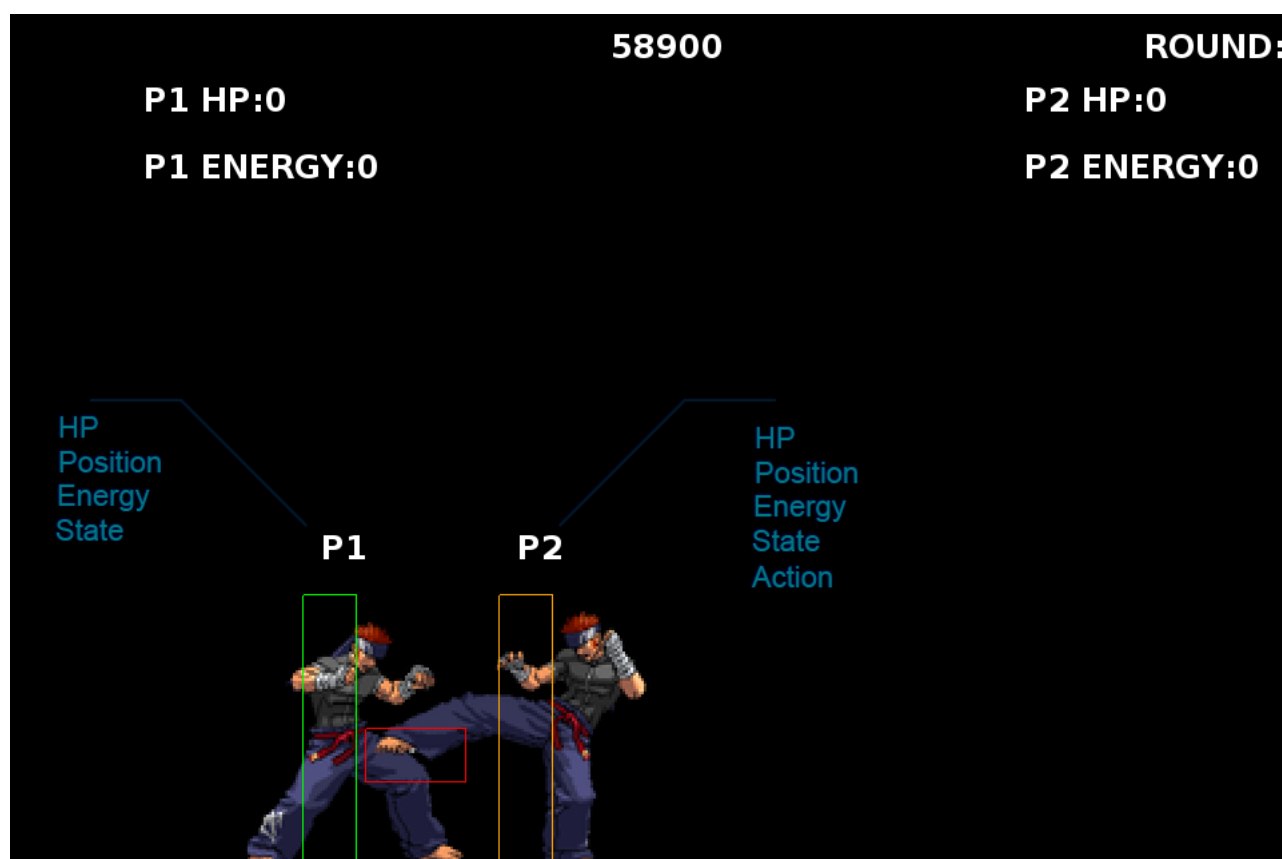 58900
ROUND:
P1 HP:0
P2 HP:0
P1 ENERGY:0
P2 ENERGY:0
HP
Position
Energy
State
HP
Position
Energy
State
Action
P1
P2